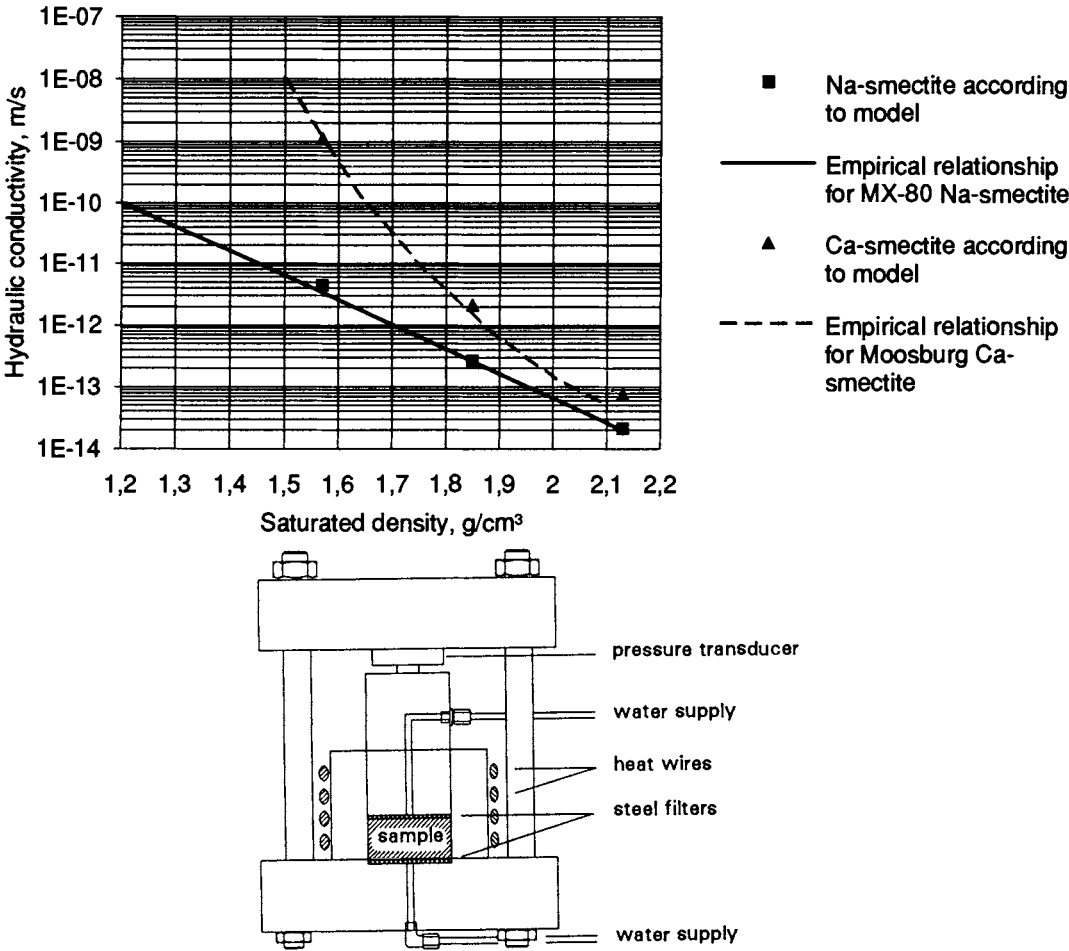 1E-07
1E-08
1E-09
1E-10
1E-11
1E-12
1E-13
1E-14
Hydraulic conductivity, m/s
1,2 1,3 1,4 1,5 1,6 1,7 1,8 1,9 2 2,1 2,2
Saturated density, g/cm³
Na-smectite according
to model
Empirical relationship
for MX-80 Na-smectite
Ca-smectite according
to model
Empirical relationship
for Moosburg Ca-
smectite
pressure transducer
water supply
heat wires
steel filters
sample
water supply